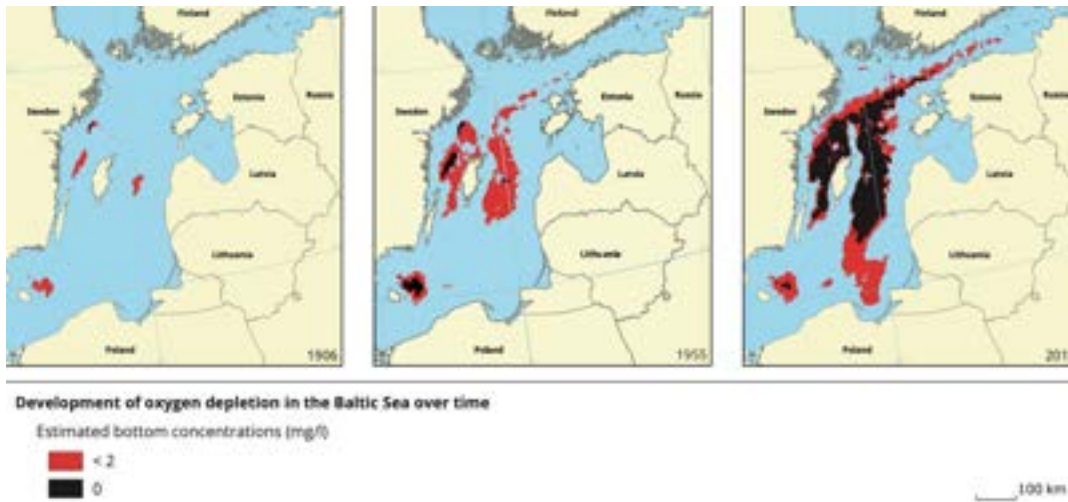 Finland
Sweden
Estonia
Russia
Latvia
Lithuania
Poland
1906
Finland
Sweden
Estonia
Russia
Latvia
Lithuania
Poland
1955
Finland
Sweden
Estonia
Russia
Latvia
Lithuania
Poland
201
Development of oxygen depletion in the Baltic Sea over time
Estimated bottom concentrations (mg/l)
< 2
0
100 km